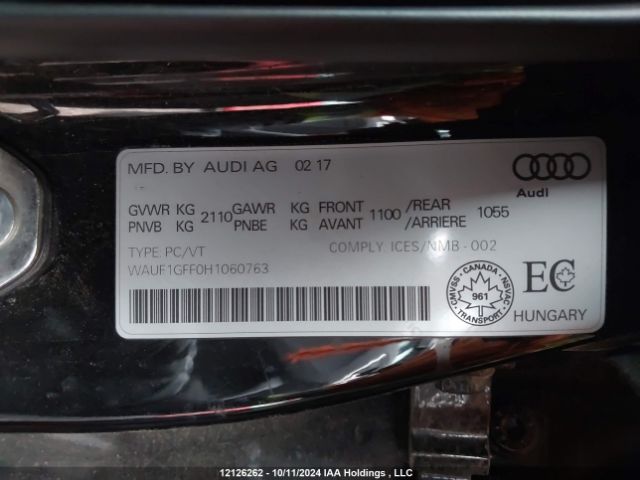 MFD. BY AUDI AG 02 17
Audi
GVWR KG 2110 GAWR KG FRONT 1100 /REAR 1055
PNVB KG PNBE KG AVANT /ARRIERE
TYPE: PC/VT COMPLY ICES/NMB - 002
WAUF1GFF0H1060763
CANADA
CMVSS 961 NSVAC
TRANSPORT
EC
HUNGARY
12126262 - 10/11/2024 IAA Holdings , LLC